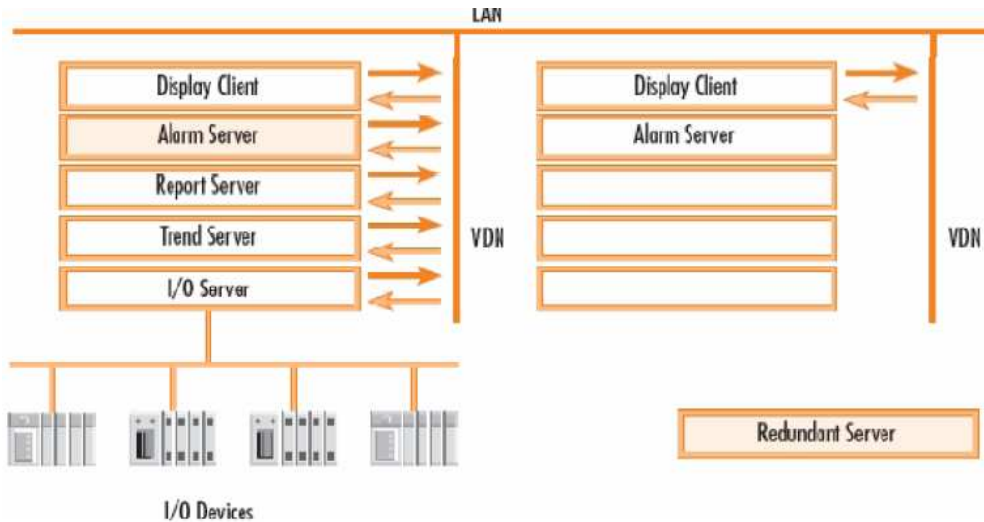 LAN
Display Client
Alarm Server
Report Server
Trend Server
I/O Server
VDN
Display Client
Alarm Server
VDN
Redundant Server
I/O Devices